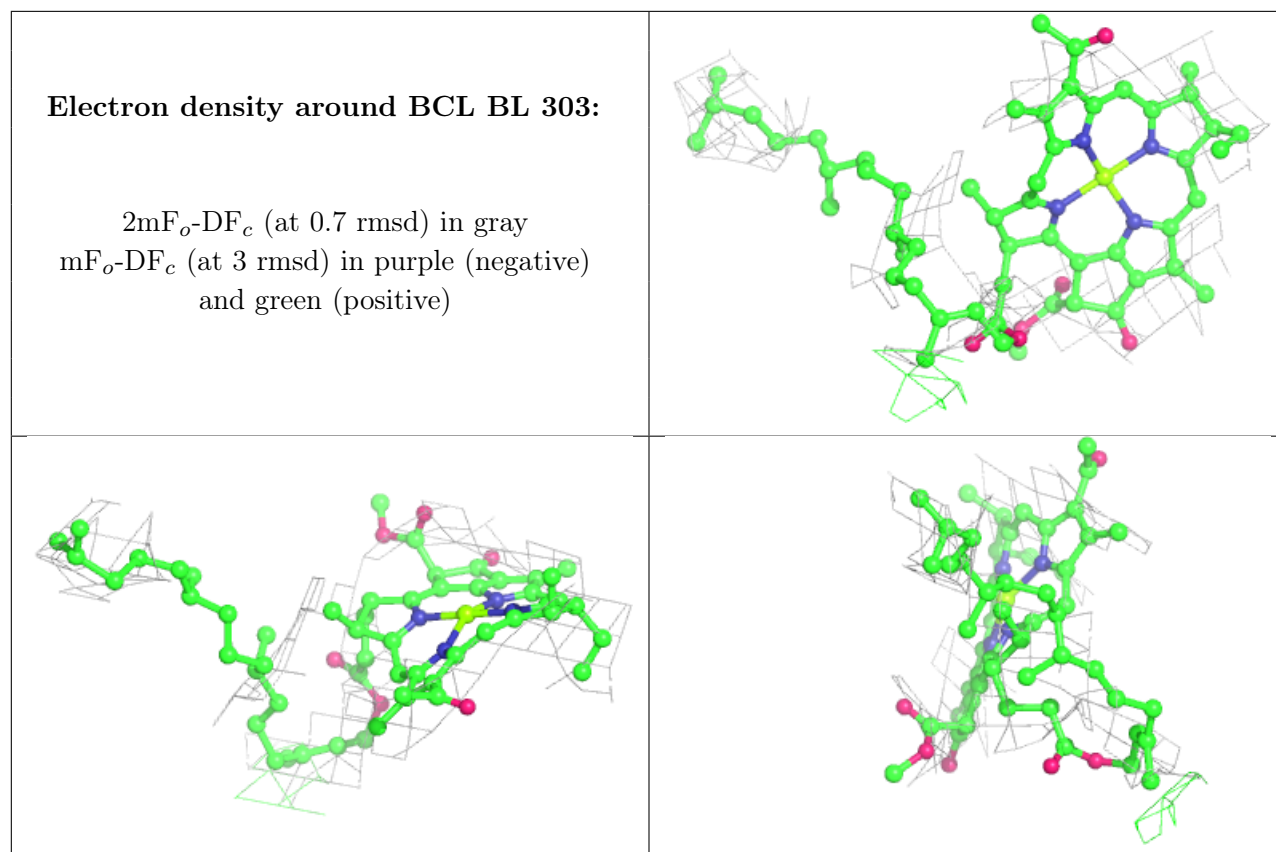 Electron density around BCL BL 303:
2mFo-DFc (at 0.7 rmsd) in gray
mFo-DFc (at 3 rmsd) in purple (negative)
and green (positive)